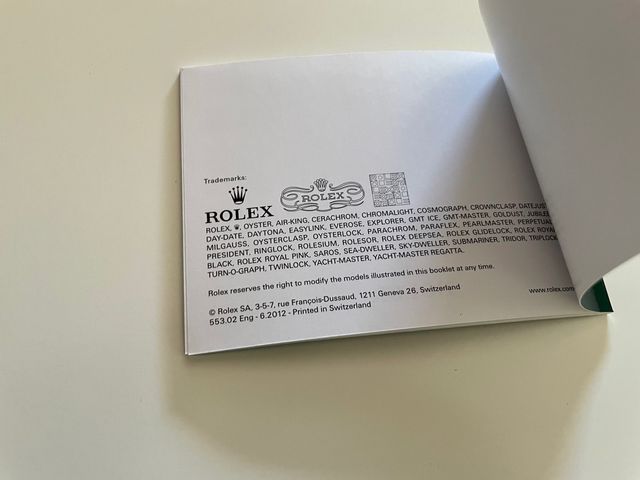 Trademarks:
ROLEX
ROLEX
ROLEX, , OYSTER, AIR-KING, CERACHROM, CHROMALIGHT, COSMOGRAPH, CROWNCLASP, DATEJUST
DAY-DATE, DAYTONA, EASYLINK, EVEROSE, EXPLORER, GMT ICE, GMT-MASTER, GOLDUST, JUBILEE
MILGAUSS, OYSTERCLASP, OYSTERLOCK, PARACHROM, PARAFLEX, PEARLMASTER, PERPETUAL
PRESIDENT, RINGLOCK, ROLESIUM, ROLESOR, ROLEX DEEPSEA, ROLEX GLIDELOCK, ROLEX ROYAL
BLACK, ROLEX ROYAL PINK, SAROS, SEA-DWELLER, SKY-DWELLER, SUBMARINER, TRIDOR, TRIPLOCK
TURN-O-GRAPH, TWINLOCK, YACHT-MASTER, YACHT-MASTER REGATTA.
Rolex reserves the right to modify the models illustrated in this booklet at any time.
© Rolex SA, 3-5-7, rue François-Dussaud, 1211 Geneva 26, Switzerland
www.rolex.com
553.02 Eng - 6.2012 - Printed in Switzerland